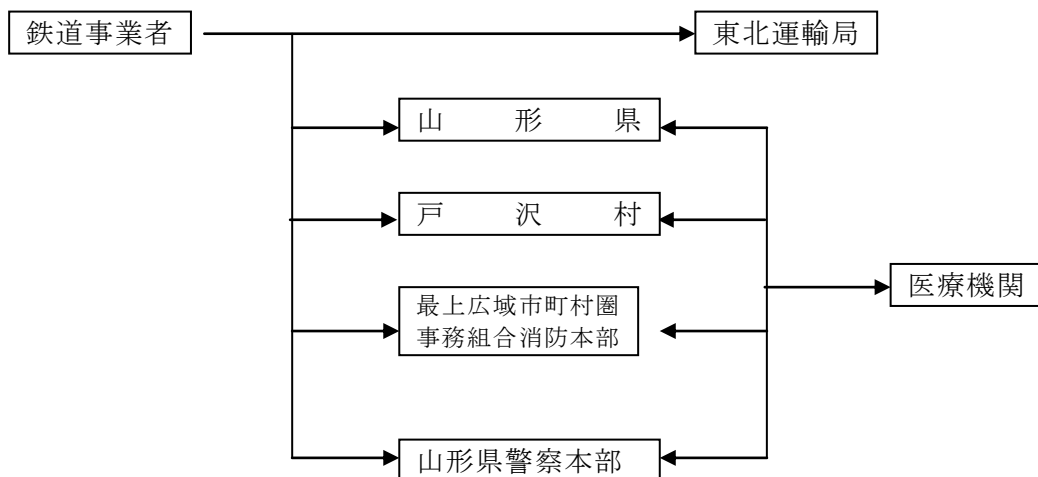 鉄道事業者
東北運輸局
山形県
戸沢村
医療機関
最上広域市町村圏
事務組合消防本部
山形県警察本部